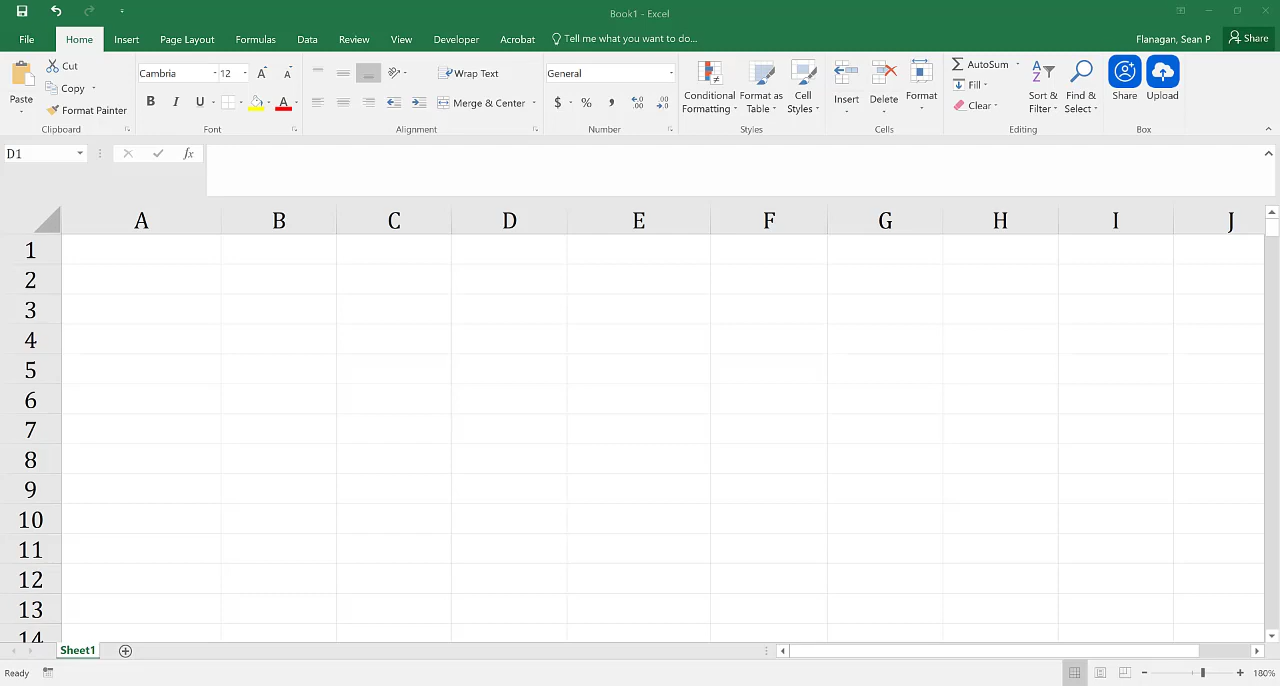 Book1 - Excel
File Home Insert Page Layout Formulas Data Review View Developer Acrobat Tell me what you want to do... Flanagan, Sean P Share
Paste
Cut
Copy
Format Painter
Clipboard
Cambria 12 A A
B I U A
Font
Wrap Text
Merge & Center
Alignment
General
$ % , .0 .00 .00 .0
Number
Conditional Formatting
Format as Table
Cell Styles
Styles
Insert Delete Format
Cells
AutoSum
Fill
Clear
Sort & Filter
Find & Select
Editing
Share Upload
Box
D1 fx
A B C D E F G H I J
1
2
3
4
5
6
7
8
9
10
11
12
13
14
Sheet1
Ready 180%